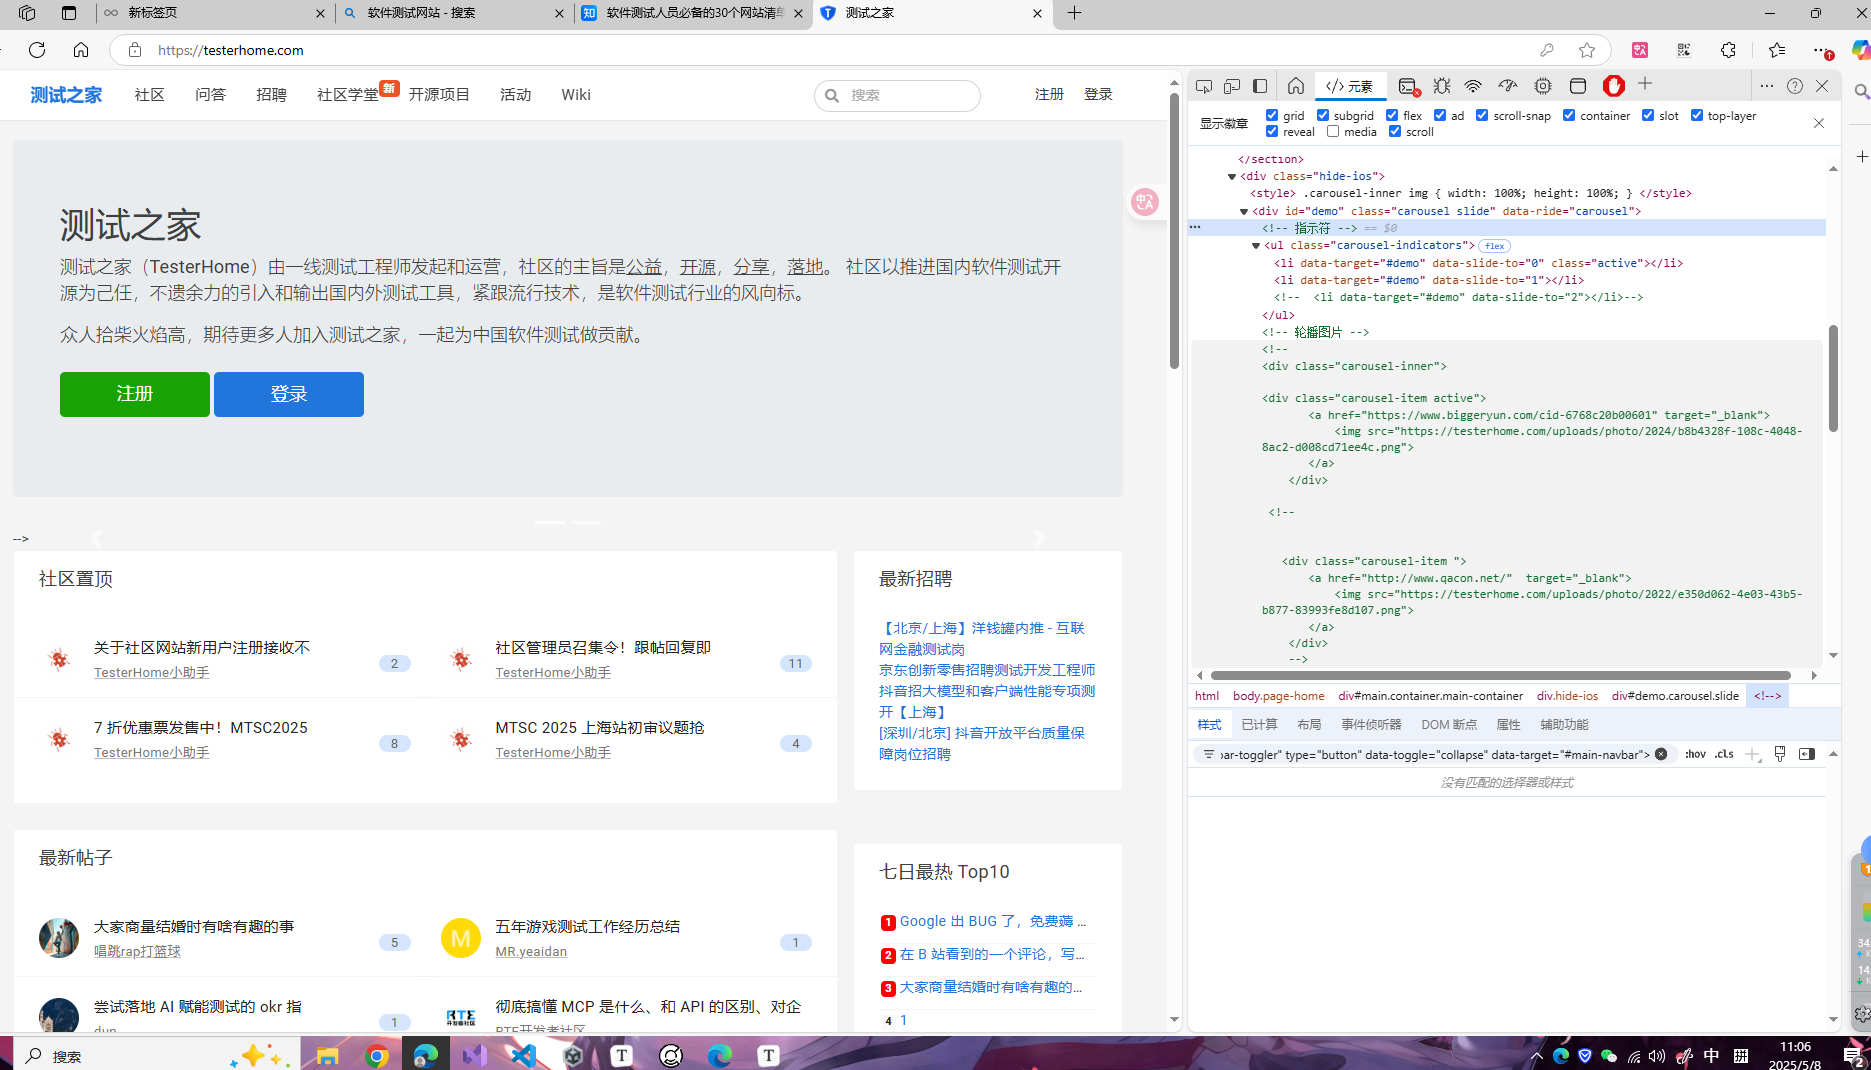 新标签页
软件测试网站 - 搜索
软件测试人员必备的30个网站清单
测试之家
https://testerhome.com
测试之家 社区 问答 招聘 社区学堂 新 开源项目 活动 Wiki 搜索 注册 登录
测试之家
测试之家（TesterHome）由一线测试工程师发起和运营，社区的主旨是公益，开源，分享，落地。 社区以推进国内软件测试开
源为己任，不遗余力的引入和输出国内外测试工具，紧跟流行技术，是软件测试行业的风向标。
众人拾柴火焰高，期待更多人加入测试之家，一起为中国软件测试做贡献。
注册 登录
-->
社区置顶
关于社区网站新用户注册接收不
TesterHome小助手
2
社区管理员召集令！跟帖回复即
TesterHome小助手
11
7 折优惠票发售中！MTSC2025
TesterHome小助手
8
MTSC 2025 上海站初审议题抢
TesterHome小助手
4
最新招聘
【北京/上海】洋钱罐内推 - 互联
网金融测试岗
京东创新零售招聘测试开发工程师
抖音招大模型和客户端性能专项测
开【上海】
[深圳/北京] 抖音开放平台质量保
障岗位招聘
最新帖子
大家商量结婚时有啥有趣的事
唱跳rap打篮球
5
五年游戏测试工作经历总结
M
MR.yeaidan
1
尝试落地 AI 赋能测试的 okr 指
dun
1
彻底搞懂 MCP 是什么、和 API 的区别、对企
RTE
开发者社区
RTE开发者社区
七日最热 Top10
1 Google 出 BUG 了，免费薅 ...
2 在 B 站看到的一个评论，写...
3 大家商量结婚时有啥有趣的...
4 1
元素
显示徽章 grid subgrid flex ad scroll-snap container slot top-layer
reveal media scroll
</section>
<div class="hide-ios">
<style> .carousel-inner img { width: 100%; height: 100%; } </style>
<div id="demo" class="carousel slide" data-ride="carousel">
<!-- 指示符 --> == $0
<ul class="carousel-indicators"> flex
<li data-target="#demo" data-slide-to="0" class="active"></li>
<li data-target="#demo" data-slide-to="1"></li>
<!--  <li data-target="#demo" data-slide-to="2"></li>-->
</ul>
<!-- 轮播图片 -->
<!--
<div class="carousel-inner">
<div class="carousel-item active">
<a href="https://www.biggeryun.com/cid-6768c20b00601" target="_blank">
<img src="https://testerhome.com/uploads/photo/2024/b8b4328f-108c-4048-
8ac2-d008cd71ee4c.png">
</a>
</div>
<!--
<div class="carousel-item ">
<a href="http://www.qacon.net/"  target="_blank">
<img src="https://testerhome.com/uploads/photo/2022/e350d062-4e03-43b5-
b877-83993fe8d107.png">
</a>
</div>
-->
html body.page-home div#main.container.main-container div.hide-ios div#demo.carousel.slide <!-->
样式 已计算 布局 事件侦听器 DOM 断点 属性 辅助功能
bar-toggler" type="button" data-toggle="collapse" data-target="#main-navbar"> :hov .cls
没有匹配的选择器或样式
34.
14.
搜索
中
拼
11:06
2025/5/8
2